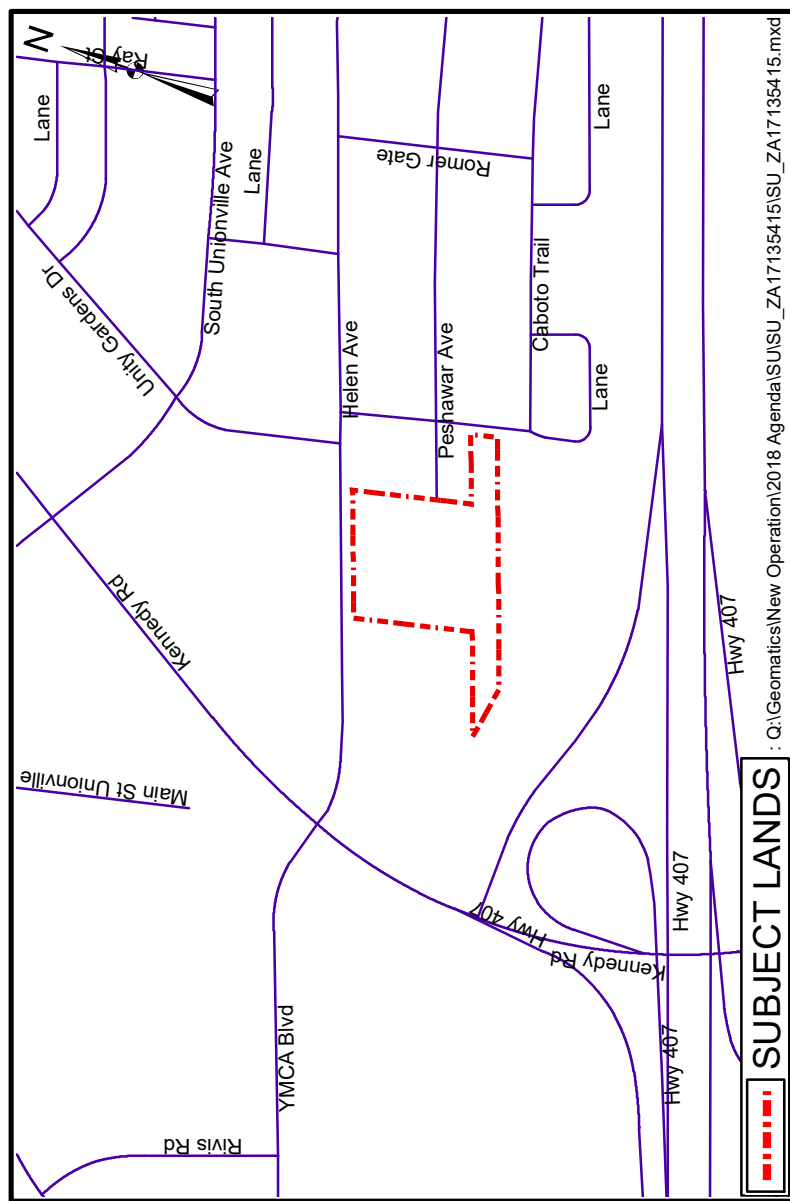 N
Ray St
Lane
Unity Gardens Dr
South Unionville Ave
Lane
Romer Gate
Lane
Helen Ave
Peshawar Ave
Caboto Trail
Lane
Kennedy Rd
Main St Unionville
Hwy 407
Hwy 407
Kennedy Rd
Hwy 407
YMCA Blvd
Hwy 407
Rivis Rd
SUBJECT LANDS
: Q:\Geomatics\New Operation\2018 Agenda\SU\SU_ZA17135415\SU_ZA17135415.mxd